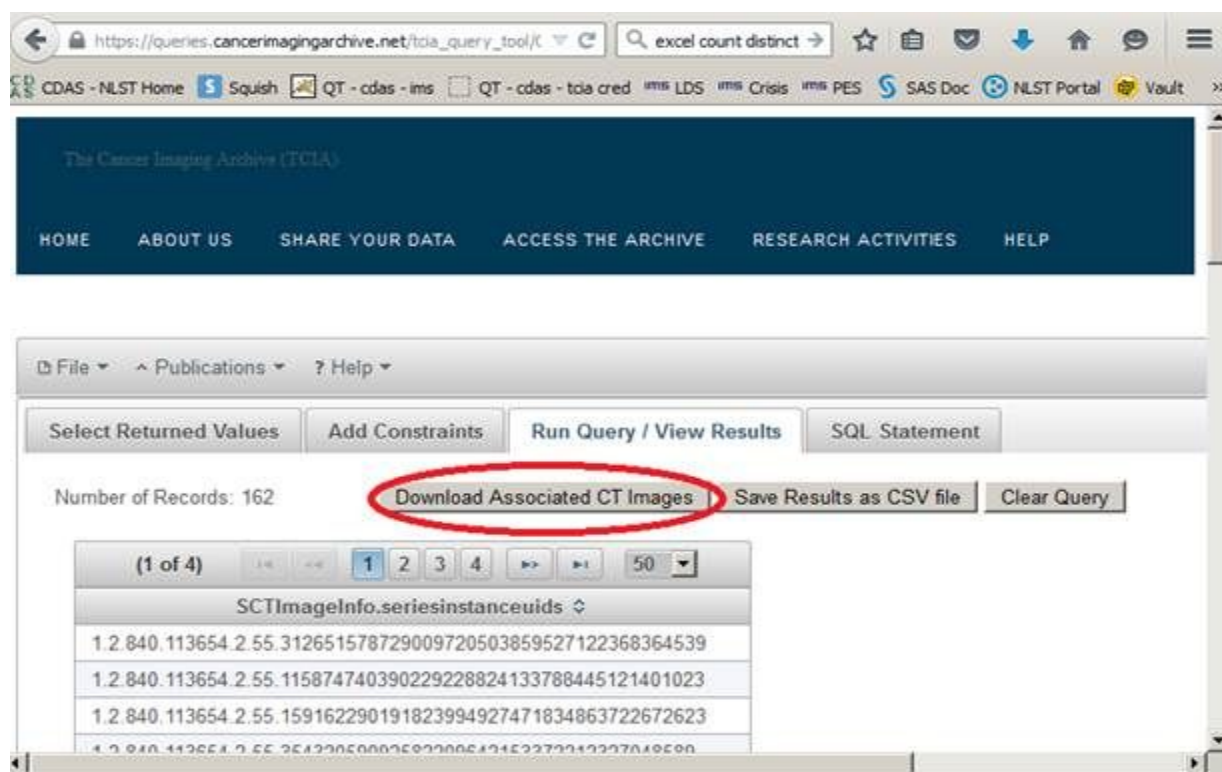 https://queries.cancerimagingarchive.net/tcia_query_tool/ excel count distinct
CDAS - NLST Home Squish QT - cdas - ims QT - cdas - tcia cred ims LDS ims Crisis ims PES SAS Doc NLST Portal Vault »
The Cancer Imaging Archive (TCIA)
HOME ABOUT US SHARE YOUR DATA ACCESS THE ARCHIVE RESEARCH ACTIVITIES HELP
File Publications ? Help
Select Returned Values Add Constraints Run Query / View Results SQL Statement
Number of Records: 162 Download Associated CT Images Save Results as CSV file Clear Query
(1 of 4) 1 2 3 4 50
SCTImageInfo.seriesinstanceuids
1.2.840.113654.2.55.312651578729009720503859527122368364539
1.2.840.113654.2.55.115874740390229228824133788445121401023
1.2.840.113654.2.55.159162290191823994927471834863722672623